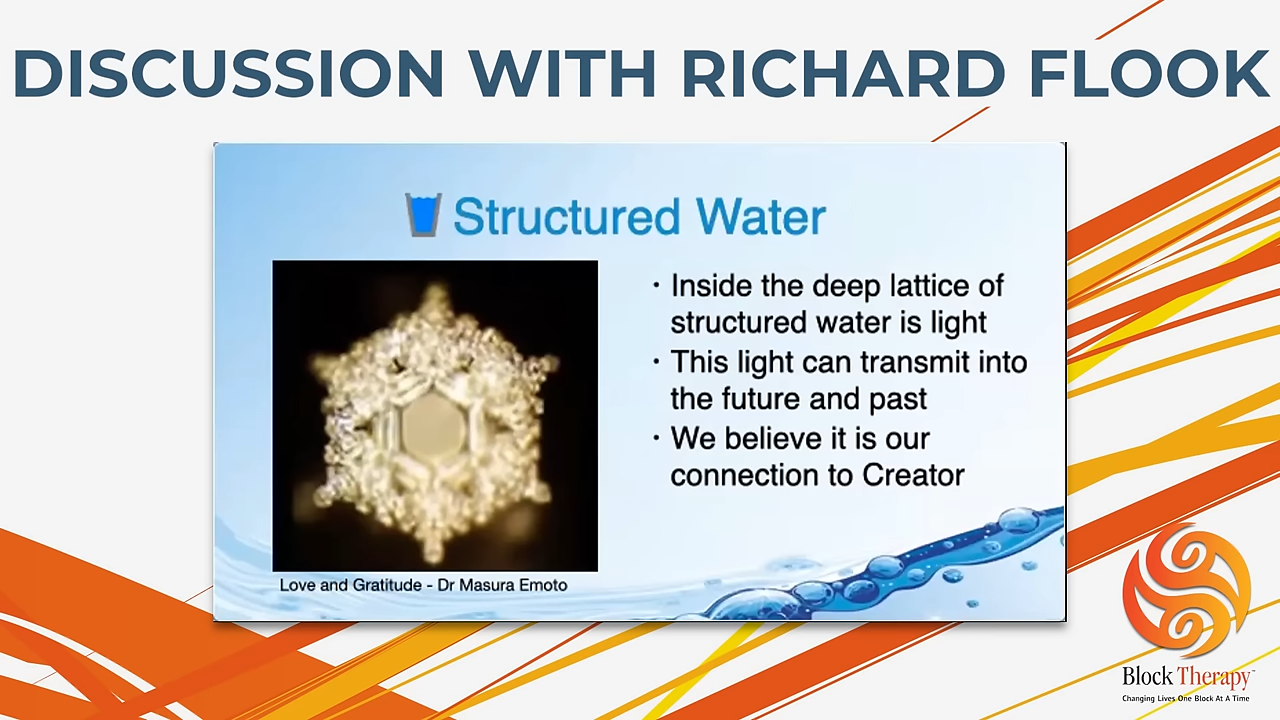 DISCUSSION WITH RICHARD FLOOK
Structured Water
· Inside the deep lattice of
structured water is light
· This light can transmit into
the future and past
· We believe it is our
connection to Creator
Love and Gratitude - Dr Masura Emoto
Block Therapy™
Changing Lives One Block At A Time